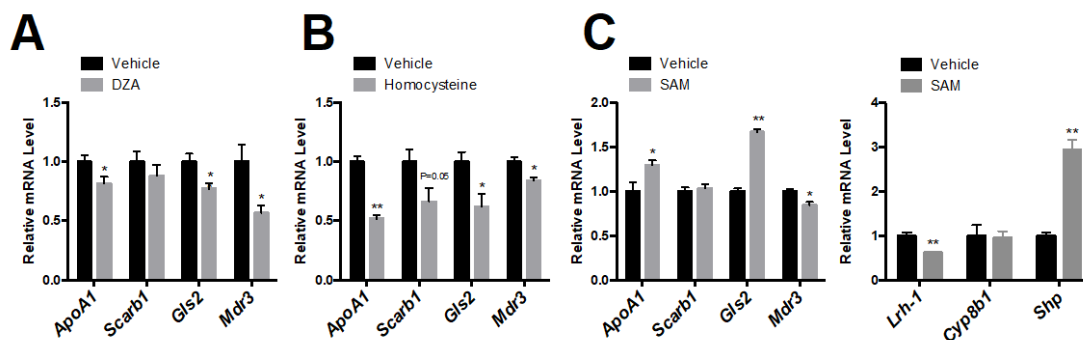 A
Vehicle
DZA
Relative mRNA Level
1.5
1.0
0.5
0.0
*
*
*
ApoA1
Scarb1
Gls2
Mdr3
B
Vehicle
Homocysteine
Relative mRNA Level
1.5
1.0
0.5
0.0
**
P=0.05
*
*
ApoA1
Scarb1
Gls2
Mdr3
C
Vehicle
SAM
Relative mRNA Level
2.0
1.5
1.0
0.5
0.0
*
**
*
ApoA1
Scarb1
Gls2
Mdr3
Vehicle
SAM
Relative mRNA Level
4
3
2
1
0
**
**
Lrh-1
Cyp8b1
Shp